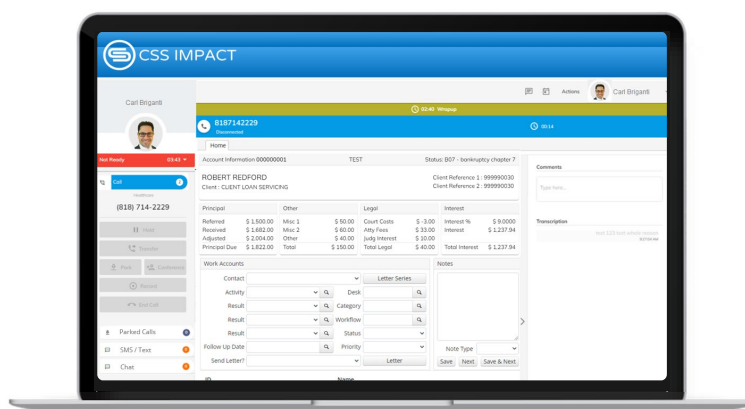 CSS IMPACT
Actions Carl Briganti
Carl Briganti
03:40 Wrapup
8187142229
Disconnected
00:14
Home
Not Ready 03:43
Account Information 000000001 TEST Status: B07 - bankruptcy chapter 7
Call
Healthcare
(818) 714-2229
Hold
Transfer
Park Conference
Record
End Call
Parked Calls
SMS / Text
Chat
ROBERT REDFORD
Client : CLIENT LOAN SERVICING
Client Reference 1 : 999990030
Client Reference 2 : 999990030
Principal Other Legal Interest
Referred $ 1,500.00 Misc 1 $ 50.00 Court Costs $ -3.00 Interest % $ 9.0000
Received $ 1,682.00 Misc 2 $ 60.00 Atty Fees $ 33.00 Interest $ 1,237.94
Adjusted $ 2,004.00 Other $ 40.00 Judg Interest $ 10.00
Principal Due $ 1,822.00 Total $ 150.00 Total Legal $ 40.00 Total Interest $ 1,237.94
Work Accounts
Contact Letter Series
Activity Desk
Result Category
Result Workflow
Result Status
Follow Up Date Priority
Send Letter? Letter
ID Name
Notes
Note Type
Save Next Save & Next
Comments
Type here...
Transcription